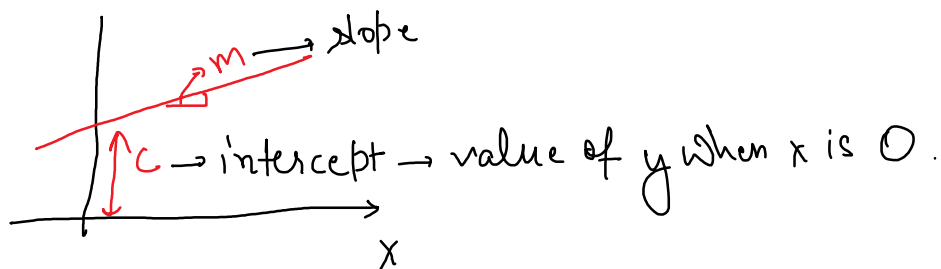 m → slope
c → intercept → value of y when x is 0.
x